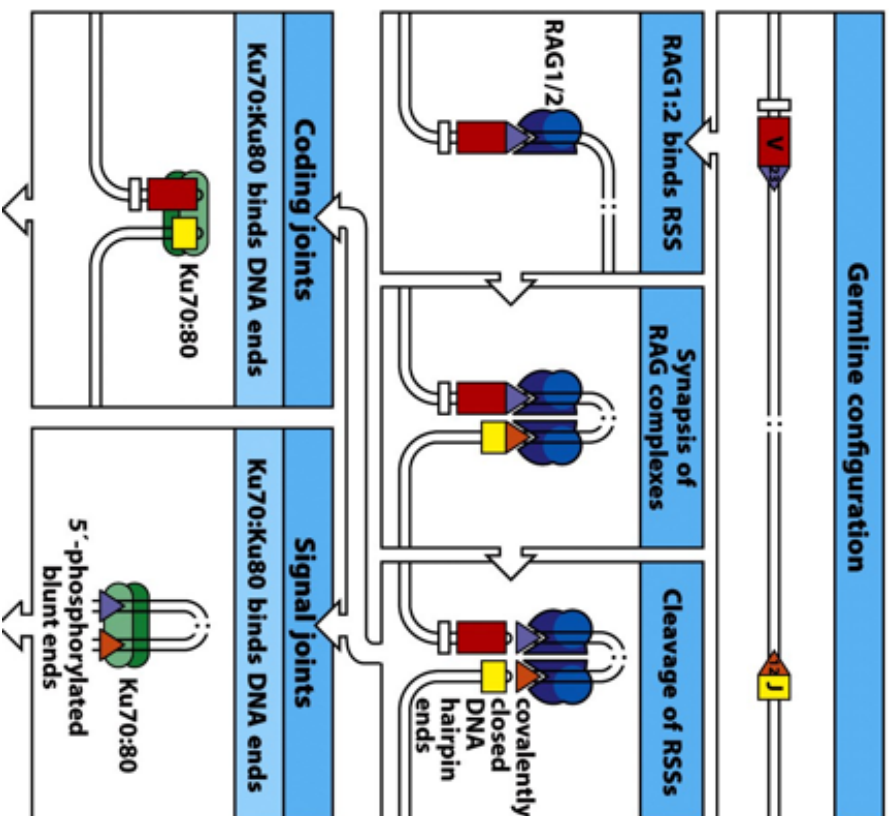 Germline configuration
V
J
RAG1:2 binds RSS
RAG1/2
Synapsis of
RAG complexes
Cleavage of RSSs
covalently
closed
DNA
hairpin
ends
Coding joints
Ku70:Ku80 binds DNA ends
Ku70:80
Signal joints
Ku70:Ku80 binds DNA ends
Ku70:80
5´-phosphorylated
blunt ends